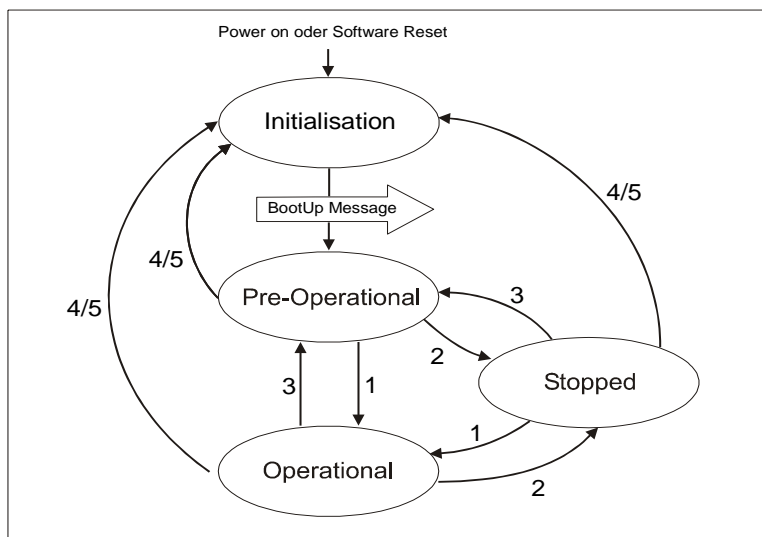 Power on oder Software Reset
Initialisation
4/5
BootUp Message
4/5
4/5
Pre-Operational
3
2
3
1
Stopped
1
Operational
2